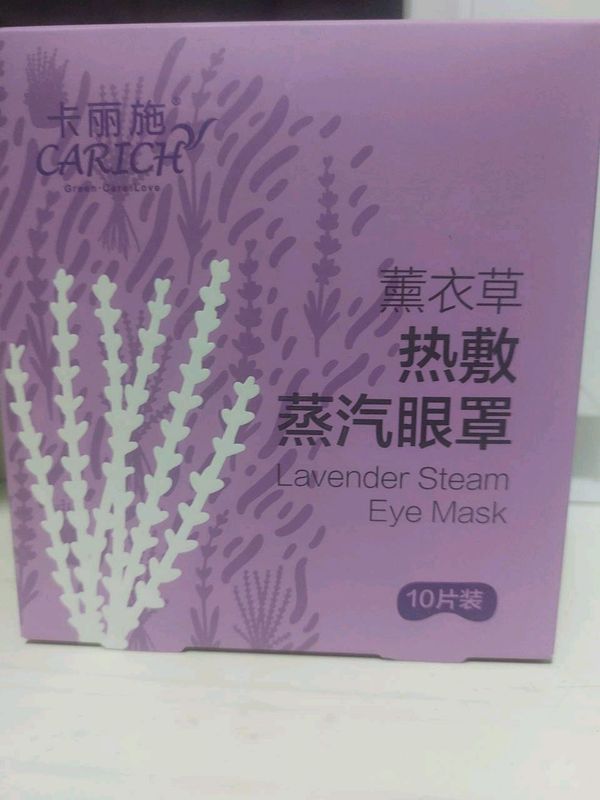 卡丽施®
CARICH
Green·Care·Love
薰衣草
热敷
蒸汽眼罩
Lavender Steam
Eye Mask
10片装